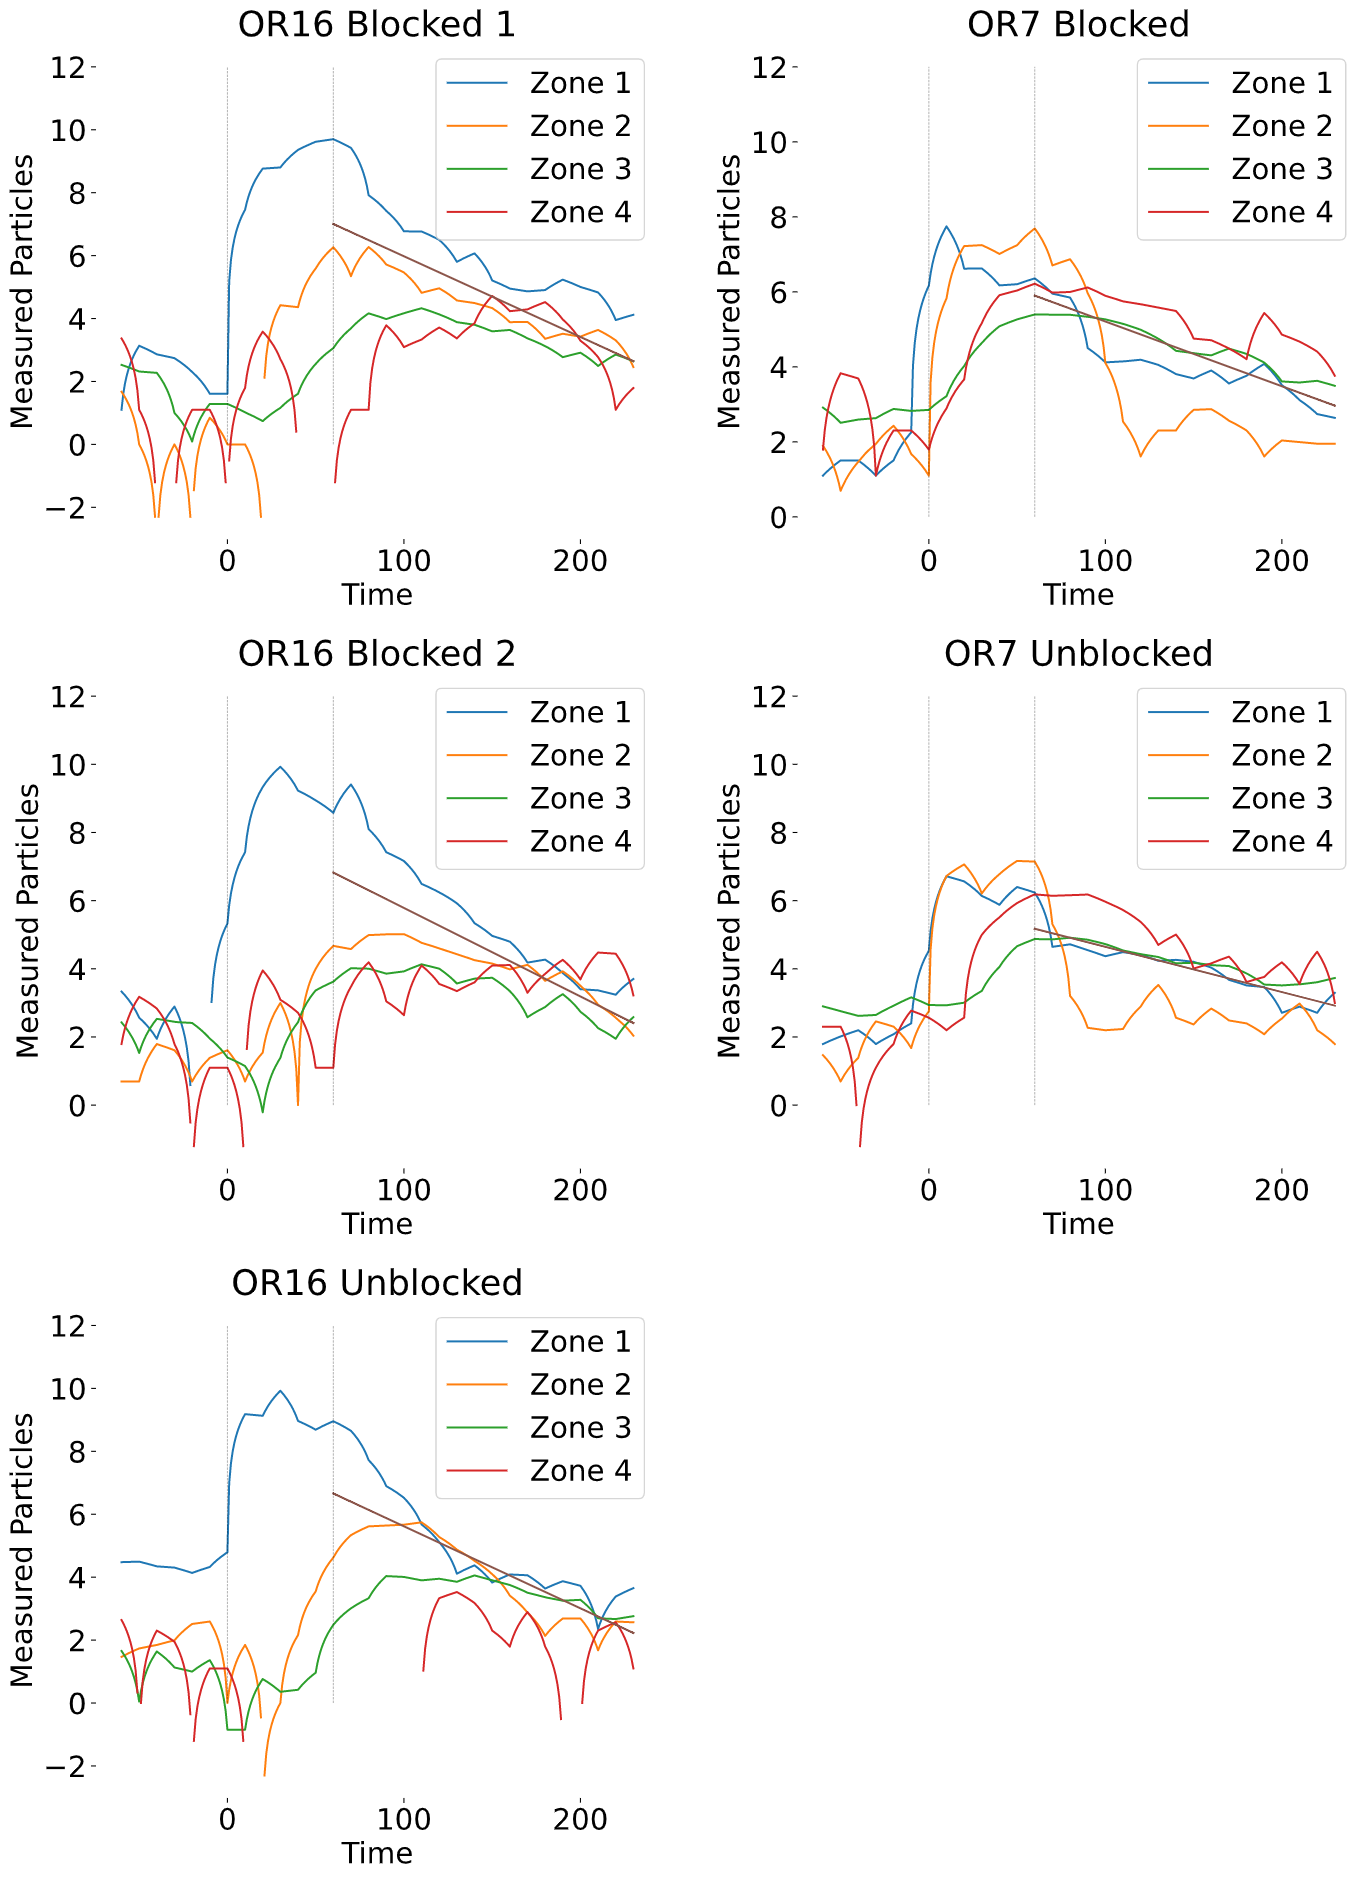 OR16 Blocked 1
Measured Particles
12
10
8
6
4
2
0
−2
0
100
200
Time
Zone 1
Zone 2
Zone 3
Zone 4
OR7 Blocked
Measured Particles
12
10
8
6
4
2
0
0
100
200
Time
Zone 1
Zone 2
Zone 3
Zone 4
OR16 Blocked 2
Measured Particles
12
10
8
6
4
2
0
0
100
200
Time
Zone 1
Zone 2
Zone 3
Zone 4
OR7 Unblocked
Measured Particles
12
10
8
6
4
2
0
0
100
200
Time
Zone 1
Zone 2
Zone 3
Zone 4
OR16 Unblocked
Measured Particles
12
10
8
6
4
2
0
−2
0
100
200
Time
Zone 1
Zone 2
Zone 3
Zone 4